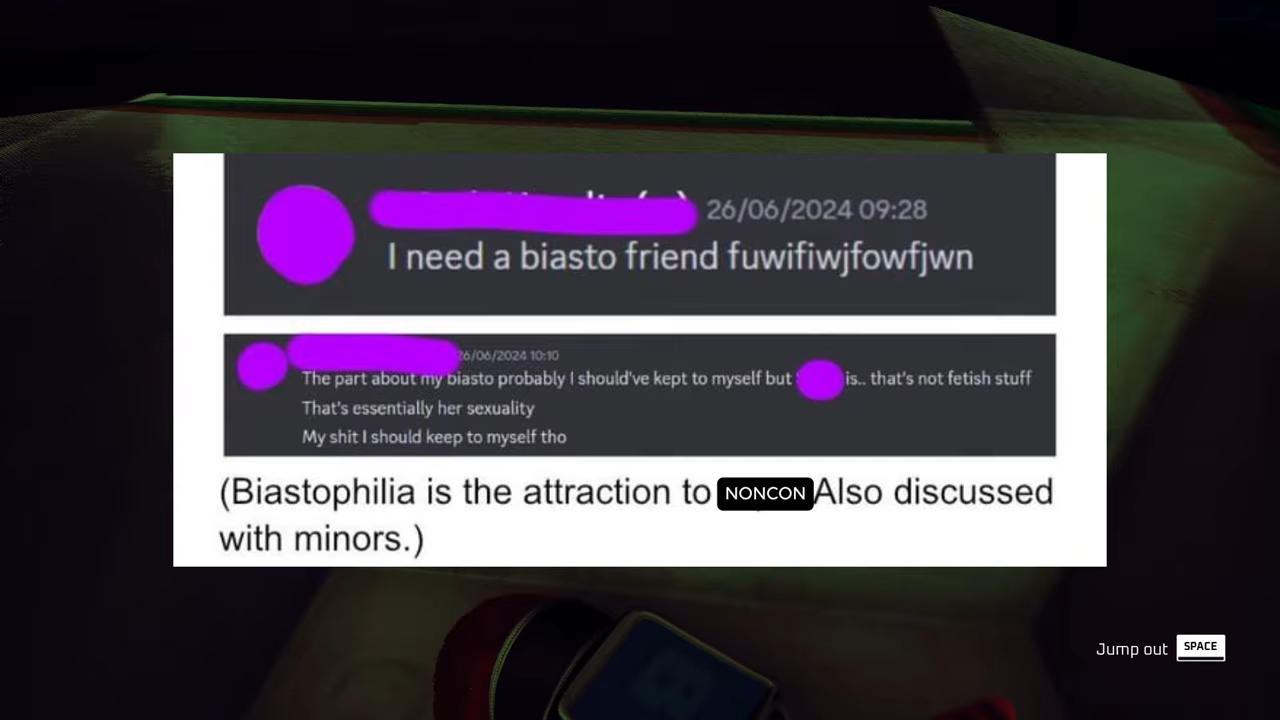 26/06/2024 09:28
I need a biasto friend fuwifiwjfowfjwn
26/06/2024 10:10
The part about my biasto probably I should've kept to myself but is.. that's not fetish stuff
That's essentially her sexuality
My shit I should keep to myself tho
(Biastophilia is the attraction to NONCON Also discussed
with minors.)
Jump out SPACE